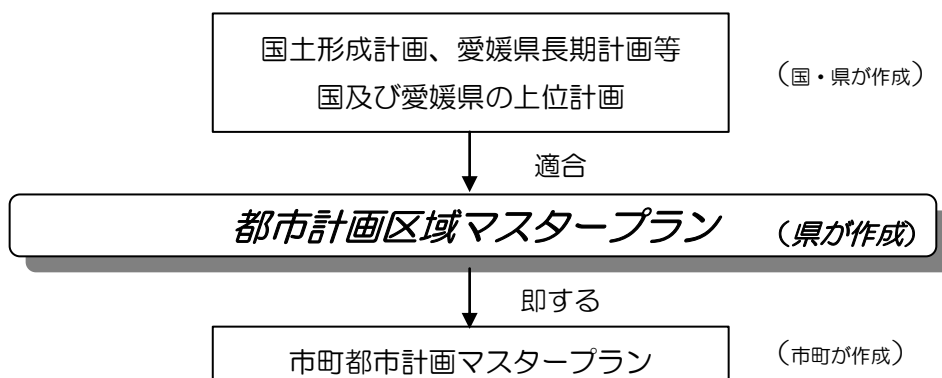 国土形成計画、愛媛県長期計画等
国及び愛媛県の上位計画
（国・県が作成）
適合
都市計画区域マスタープラン （県が作成）
即する
市町都市計画マスタープラン
（市町が作成）